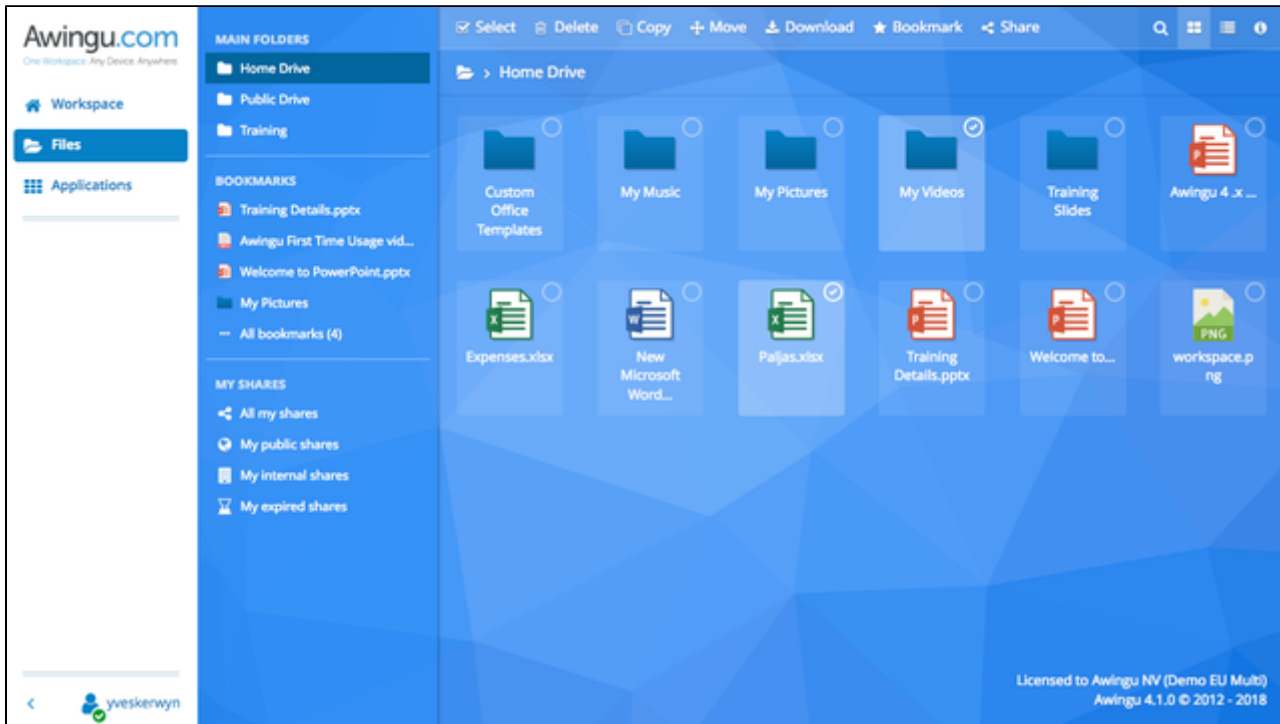 Awingu.com
One Workspace. Any Device. Anywhere.
Workspace
Files
Applications
yveskerwyn
MAIN FOLDERS
Home Drive
Public Drive
Training
BOOKMARKS
Training Details.pptx
Awingu First Time Usage vid...
Welcome to PowerPoint.pptx
My Pictures
All bookmarks (4)
MY SHARES
All my shares
My public shares
My internal shares
My expired shares
Select Delete Copy Move Download Bookmark Share
> Home Drive
Custom
Office
Templates
My Music
My Pictures
My Videos
Training
Slides
Awingu 4 .x ...
Expenses.xlsx
New
Microsoft
Word...
Paljas.xlsx
Training
Details.pptx
Welcome to...
PNG
workspace.p
ng
Licensed to Awingu NV (Demo EU Multi)
Awingu 4.1.0 © 2012 - 2018